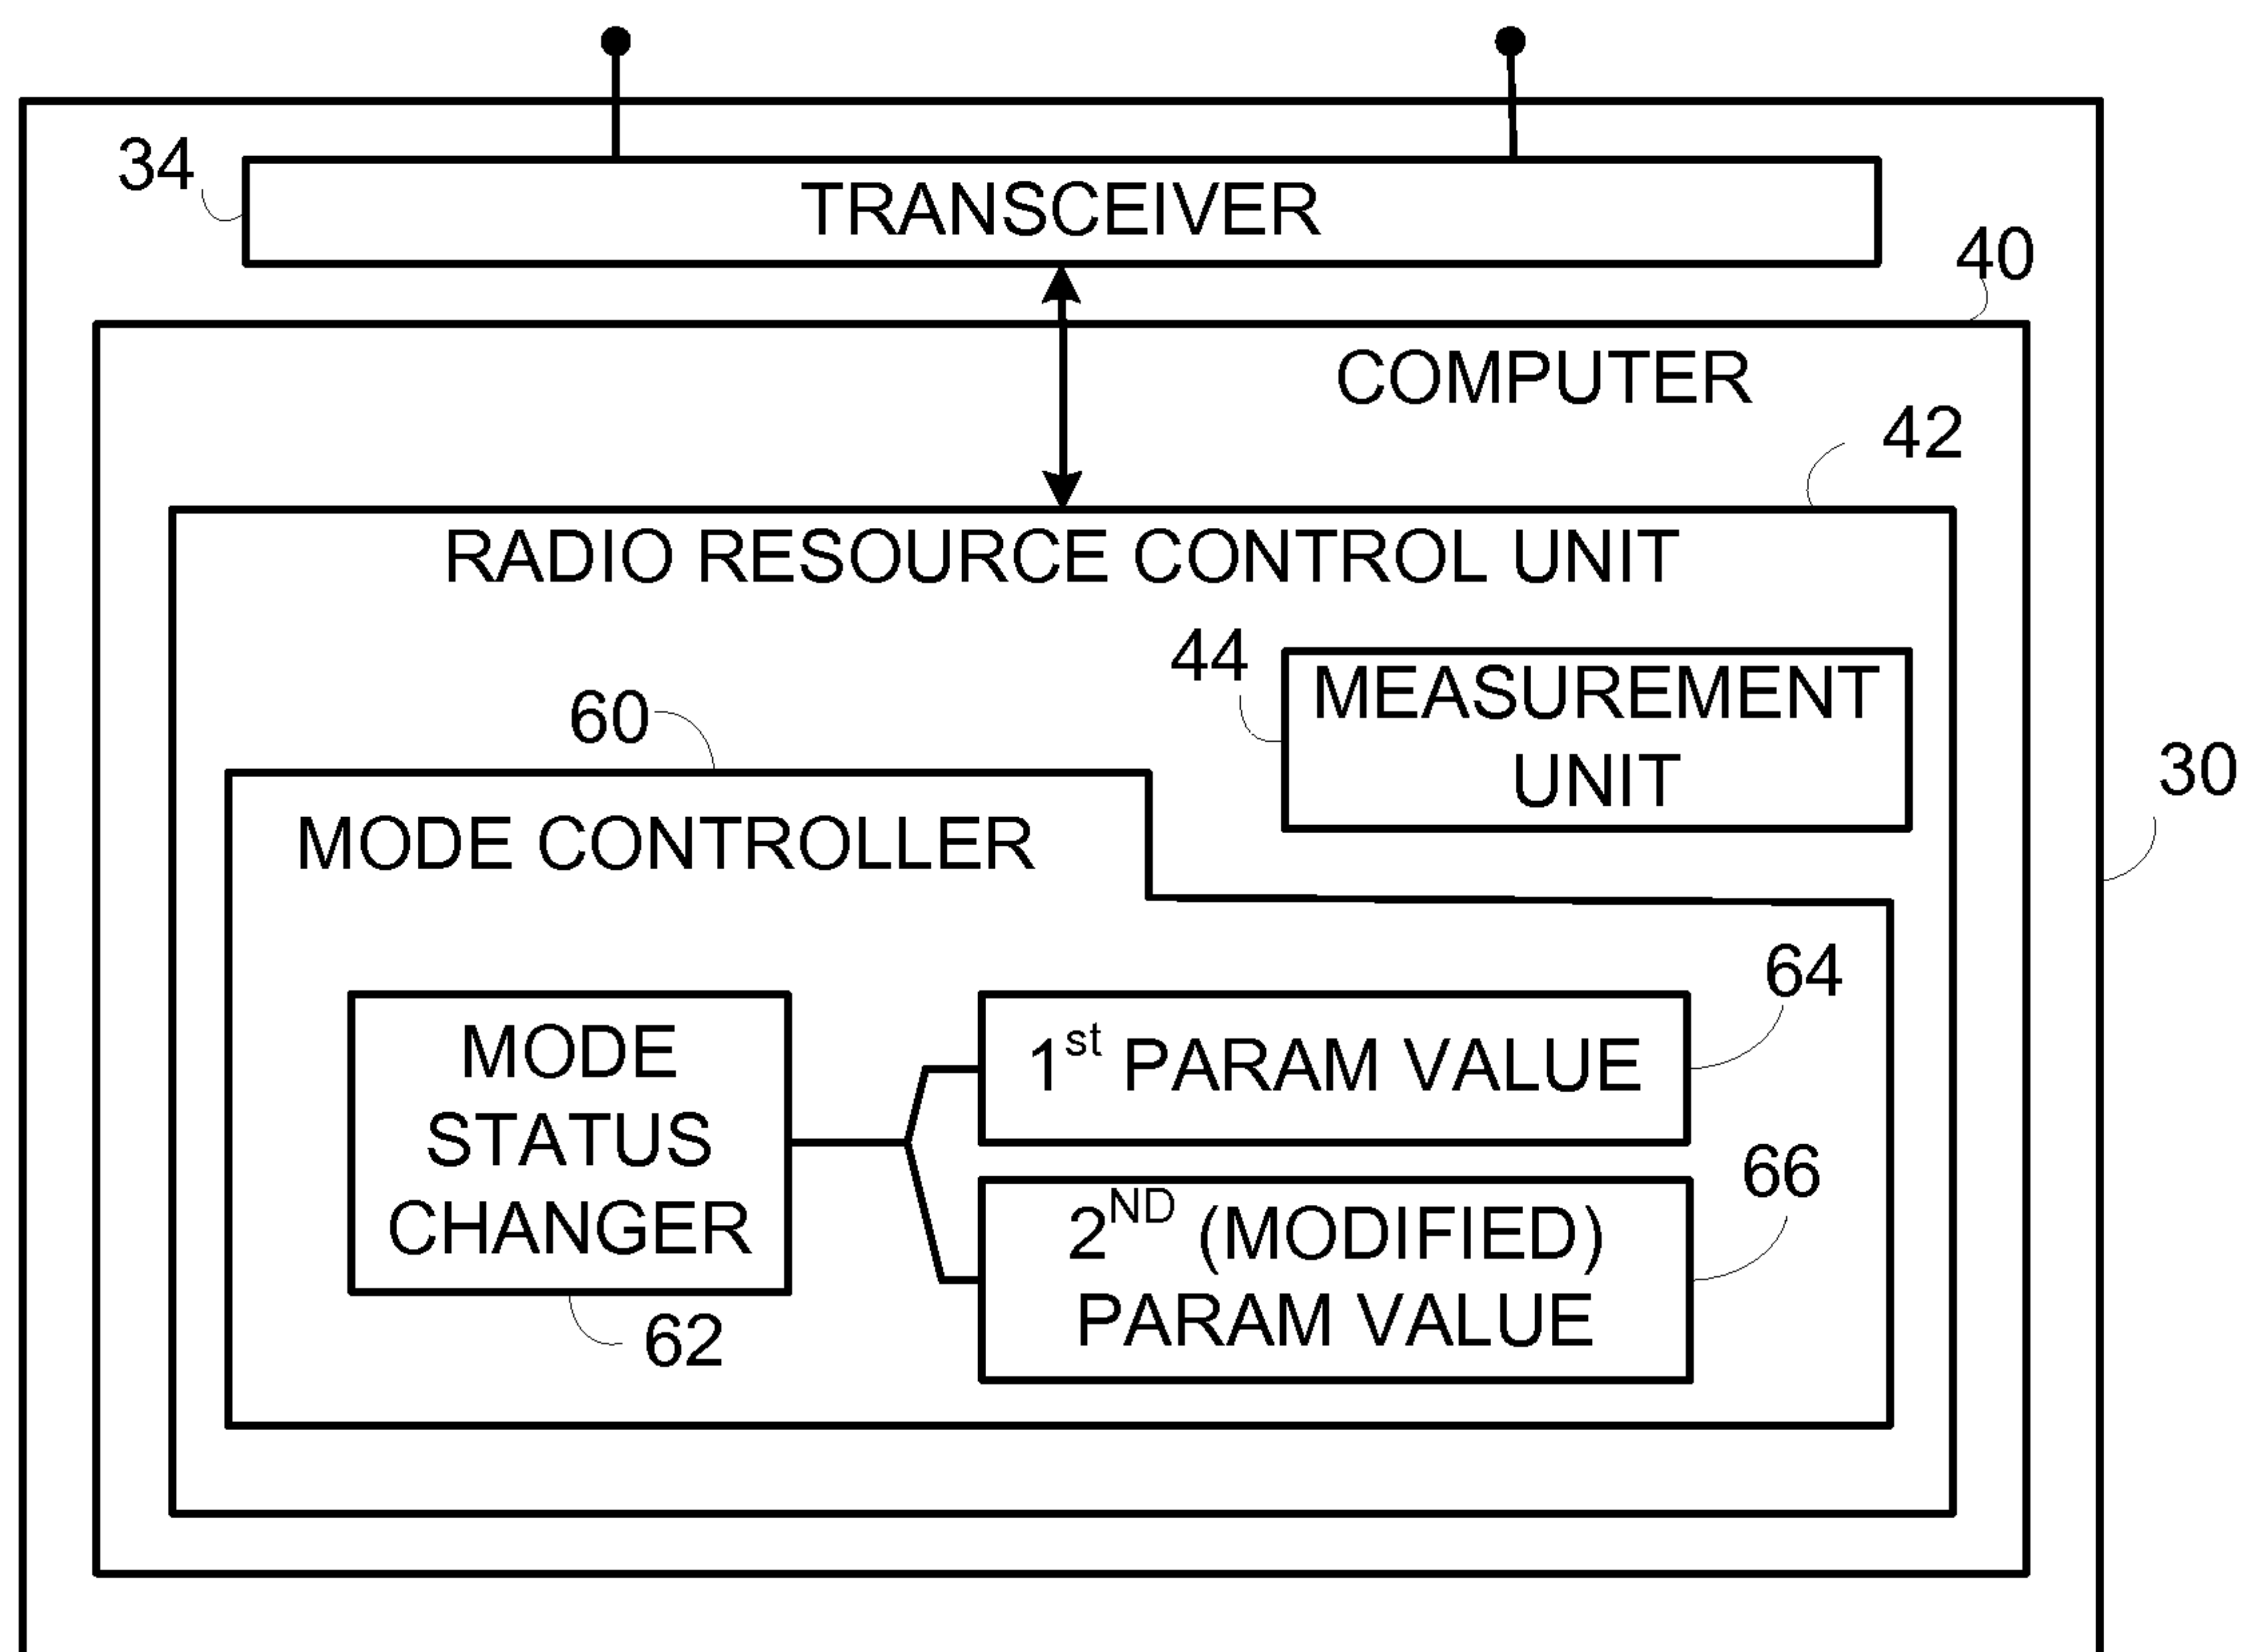 34
TRANSCEIVER
40
COMPUTER
42
RADIO RESOURCE CONTROL UNIT
44
MEASUREMENT
UNIT
60
30
MODE CONTROLLER
64
MODE
STATUS
CHANGER
62
1st PARAM VALUE
66
2ND (MODIFIED)
PARAM VALUE